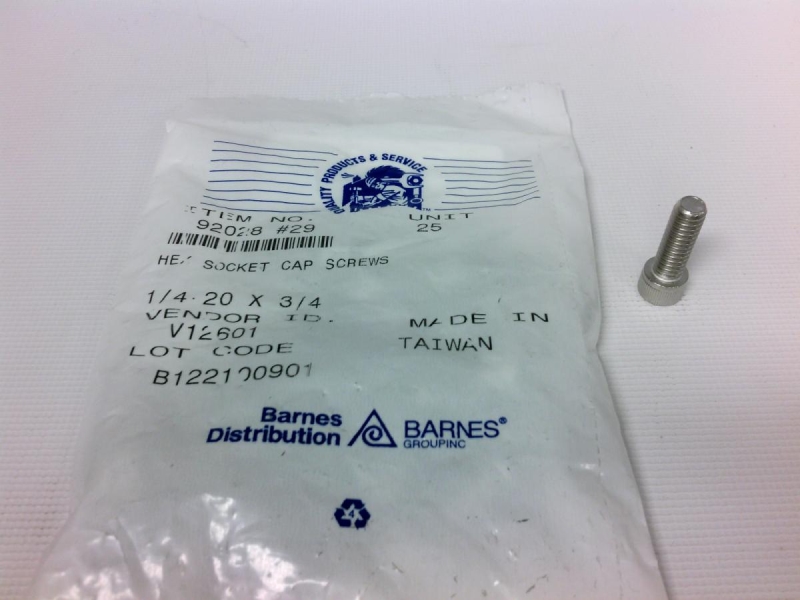 QUALITY PRODUCTS & SERVICE™
ITEM NO. UNIT
92028 #29 25
HEX SOCKET CAP SCREWS
1/4-20 X 3/4
VENDOR ID. MADE IN
V12601 TAIWAN
LOT CODE
B122100901
Barnes
Distribution
BARNES®
GROUPINC
4